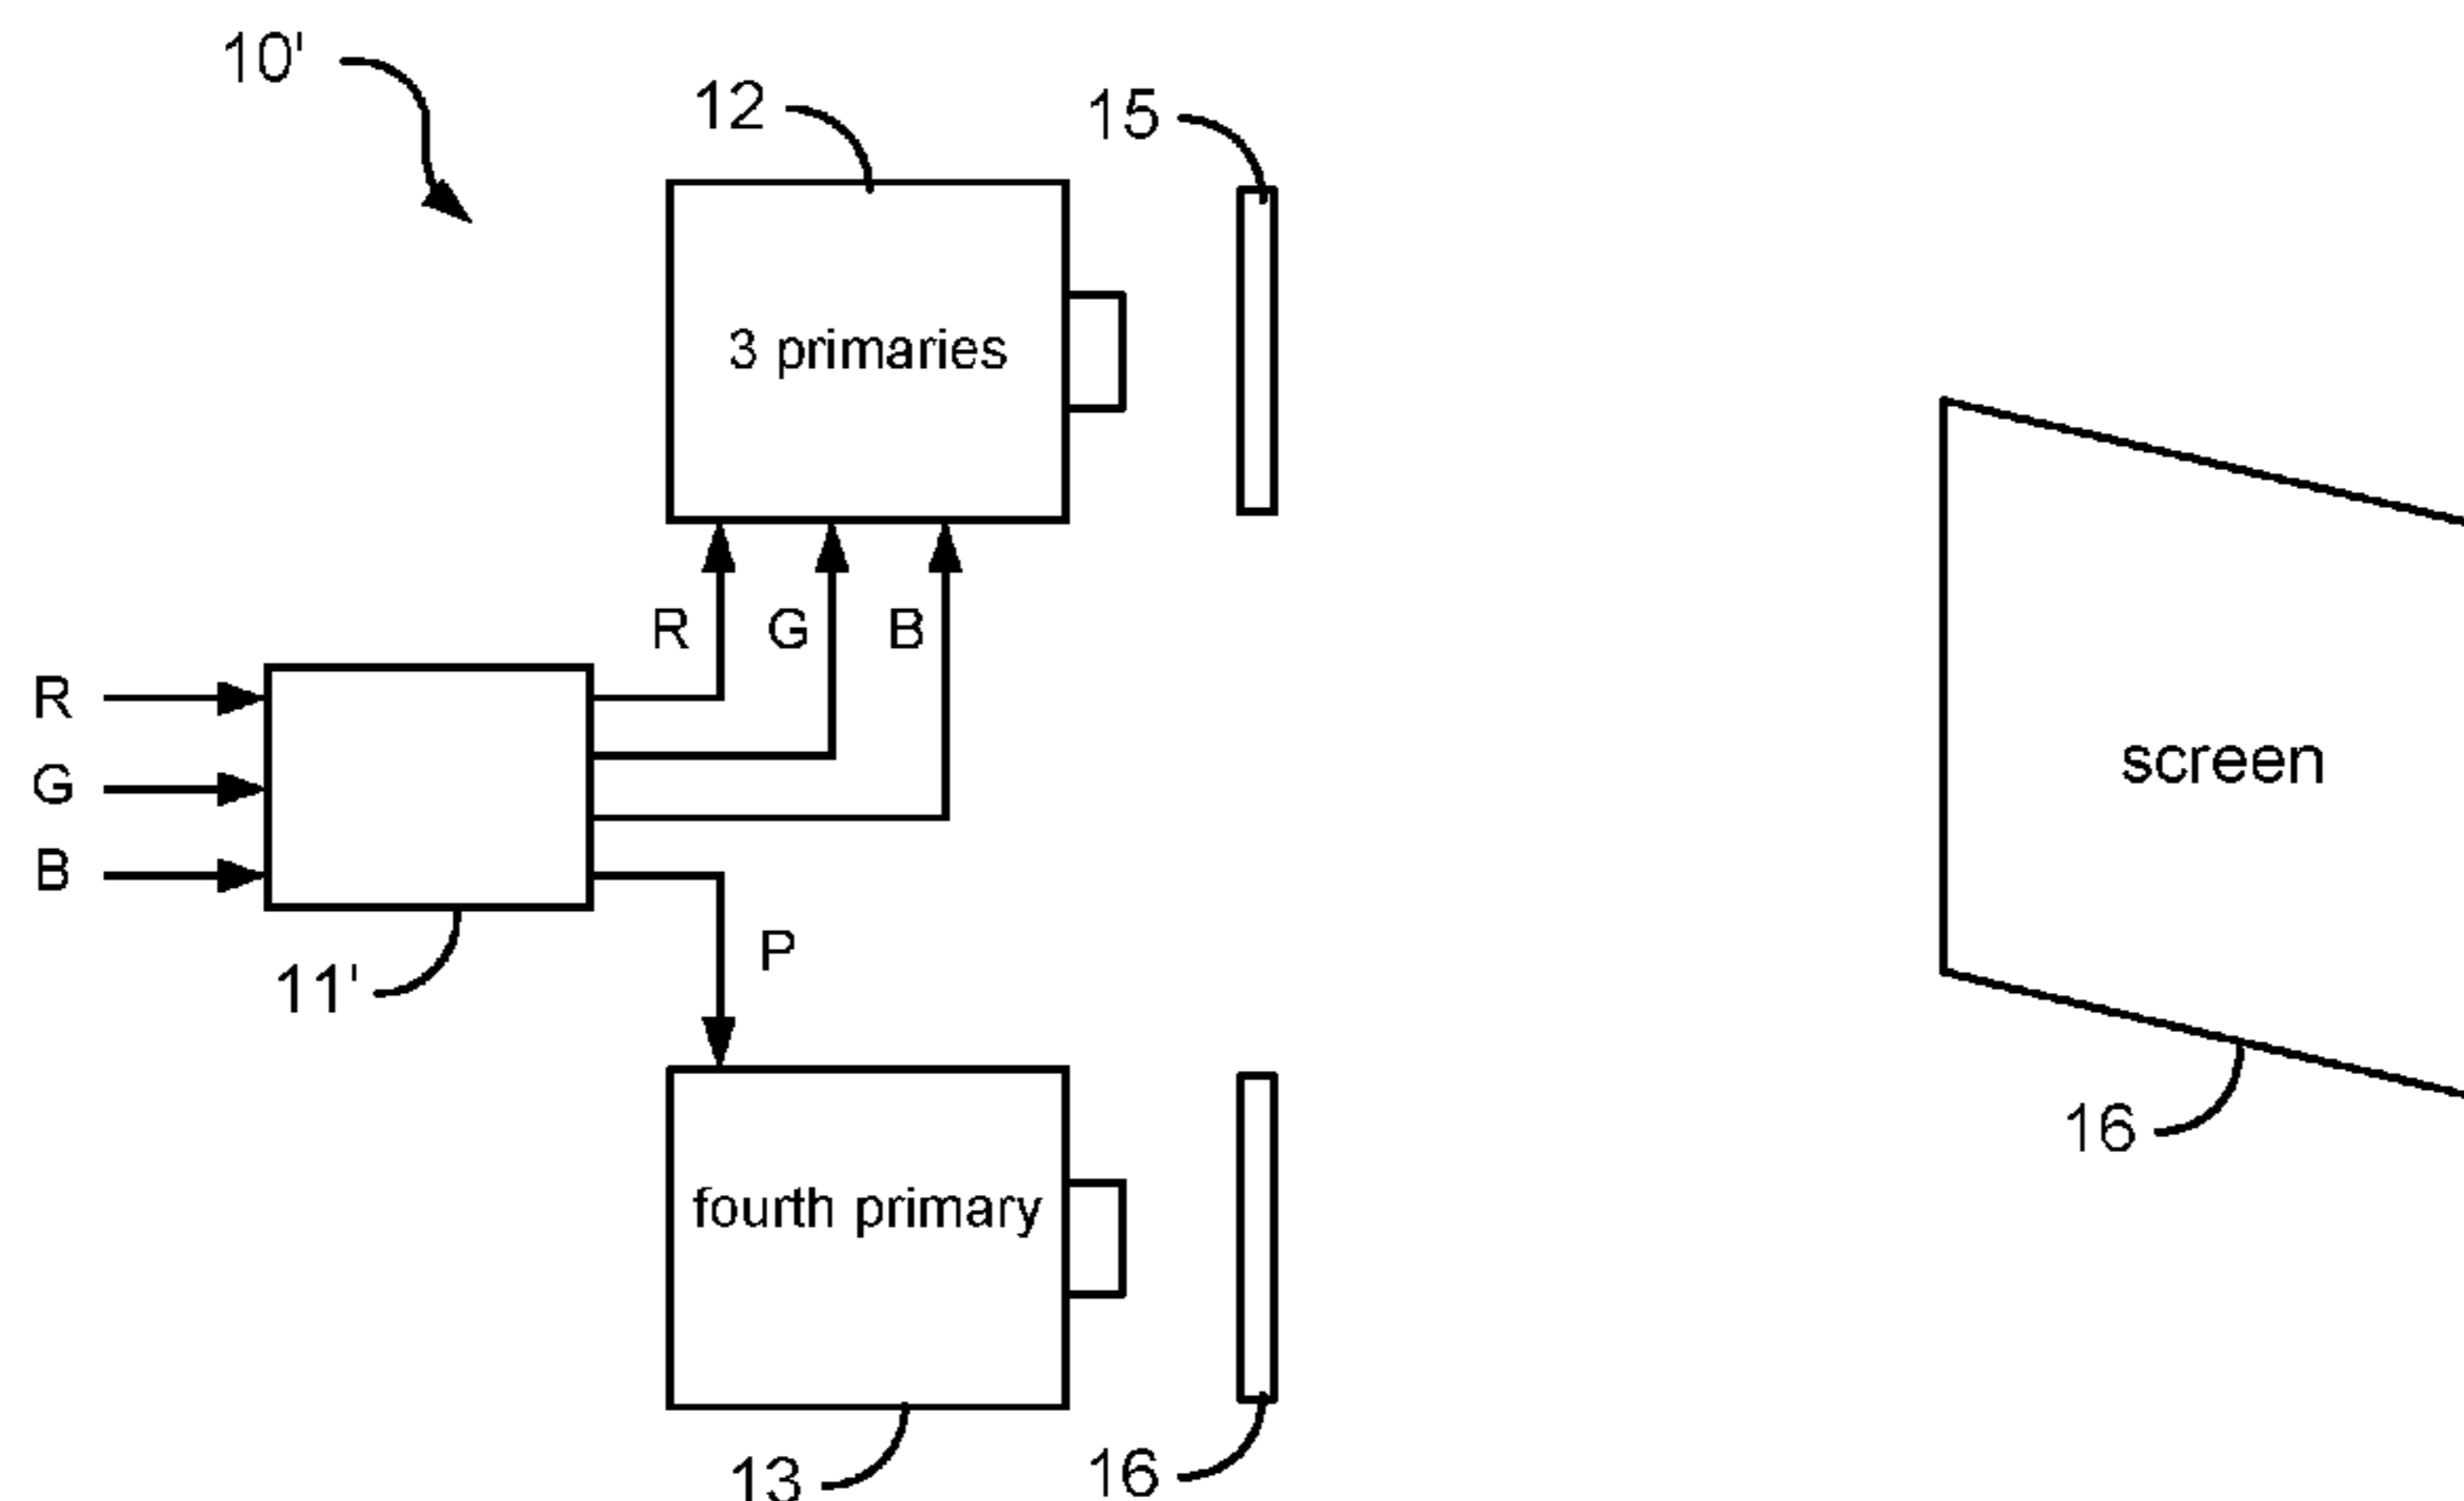 10'
12
15
3 primaries
R G B
R
G
B
screen
11'
P
16
fourth primary
13
16